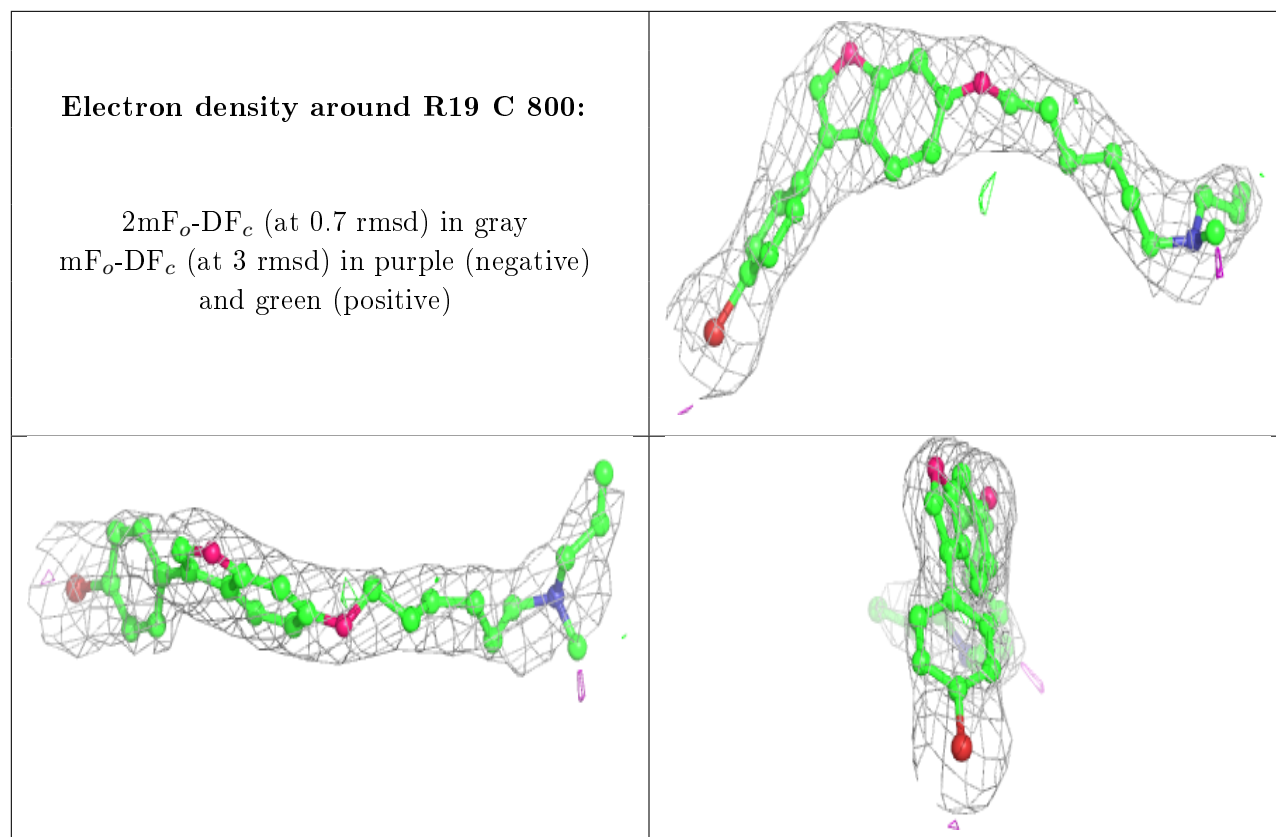 Electron density around R19 C 800:
2mFo-DFc (at 0.7 rmsd) in gray
mFo-DFc (at 3 rmsd) in purple (negative)
and green (positive)